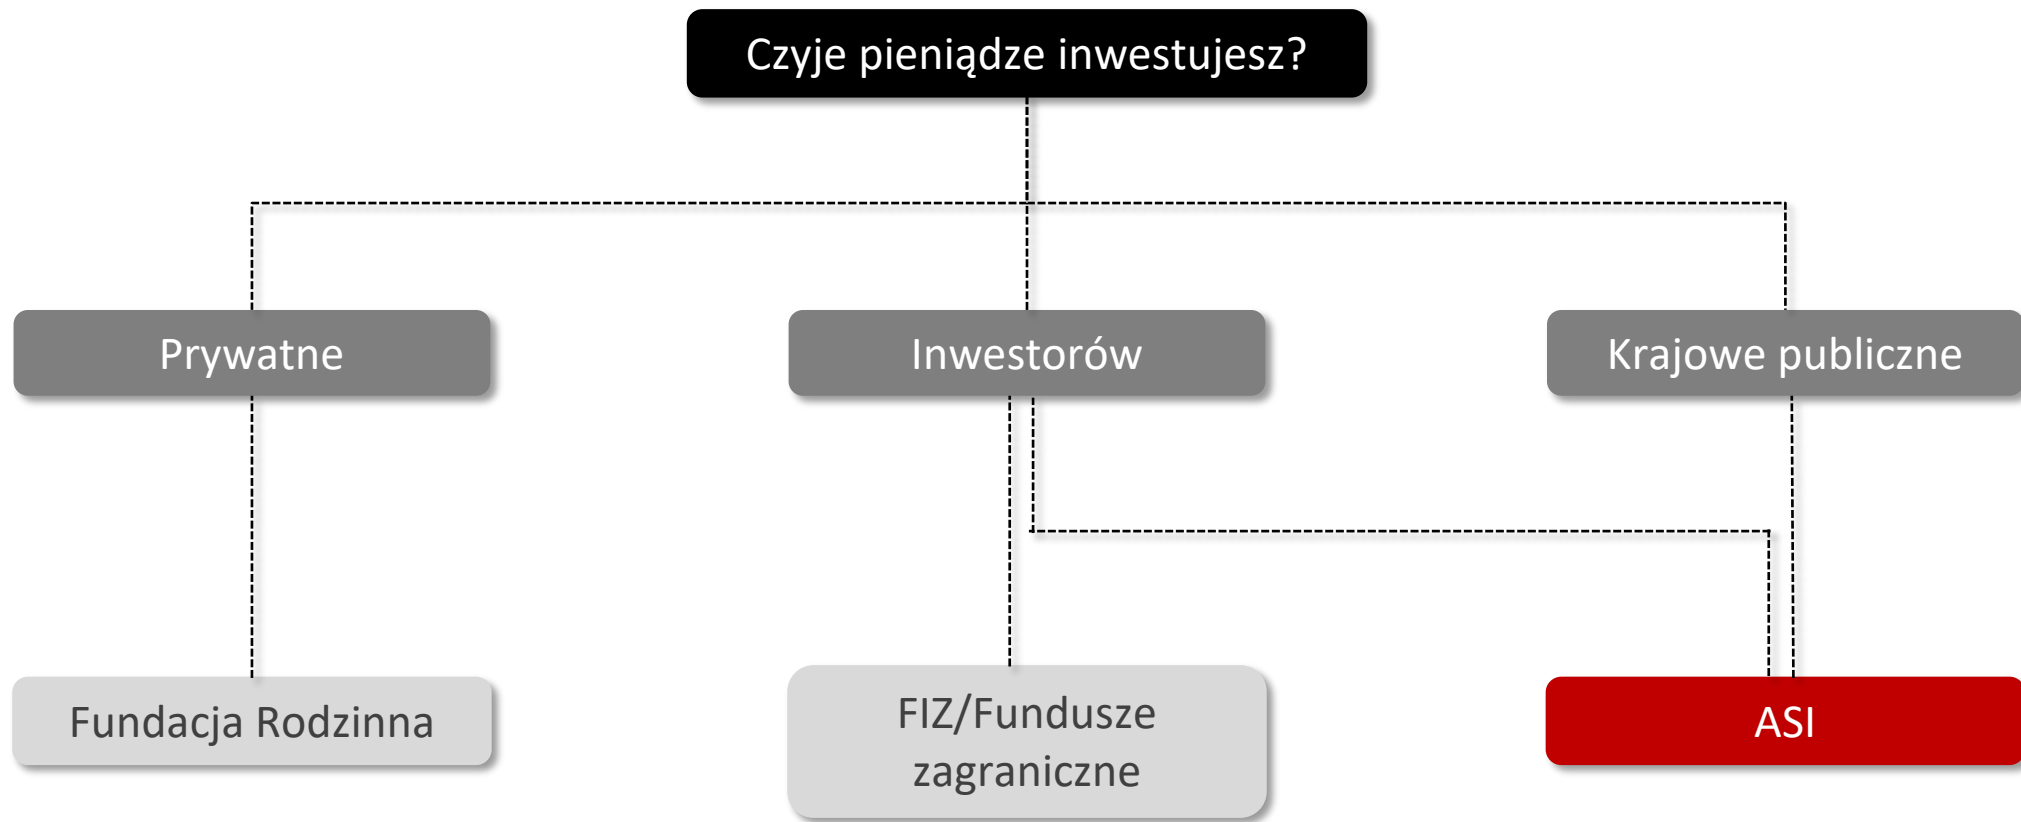 Czyje pieniądze inwestujesz?
Prywatne
Inwestorów
Krajowe publiczne
Fundacja Rodzinna
FIZ/Fundusze
zagraniczne
ASI